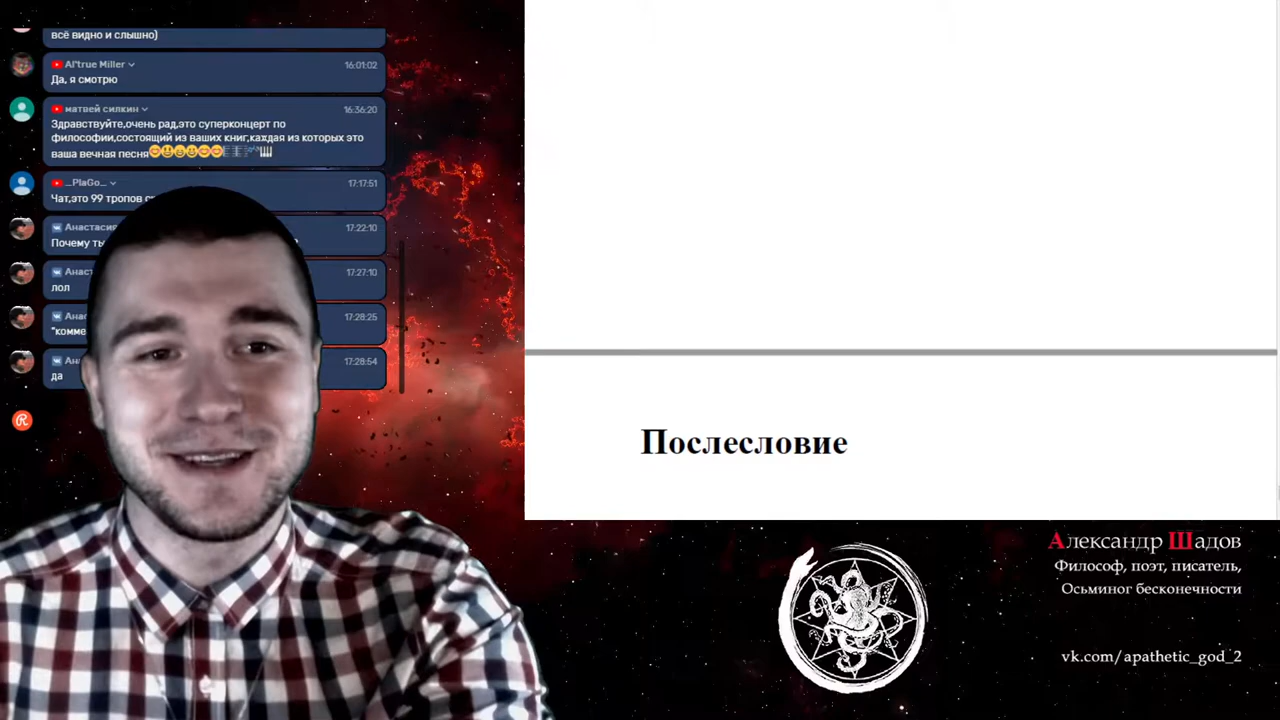 всё видно и слышно)
Al'true Miller
16:01:02
Да, я смотрю
матвей силкин
16:36:20
Здравствуйте,очень рад,это суперконцерт по
философии,состоящий из ваших книг,каждая из которых это
ваша вечная песня
_PlaGo_
17:17:51
Чат,это 99 тропов
Анастасия
17:22:10
Почему
17:27:10
лол
17:28:25
17:28:54
да
Послесловие
Александр Шадов
Философ, поэт, писатель,
Осьминог бесконечности
vk.com/apathetic_god_2